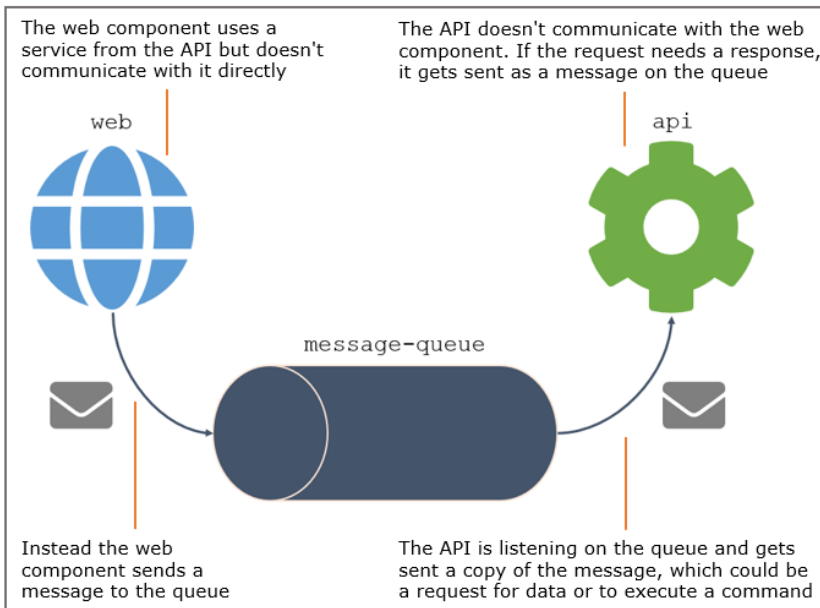 The web component uses a
service from the API but doesn't
communicate with it directly
The API doesn't communicate with the web
component. If the request needs a response,
it gets sent as a message on the queue
web
api
message-queue
Instead the web
component sends a
message to the queue
The API is listening on the queue and gets
sent a copy of the message, which could be
a request for data or to execute a command